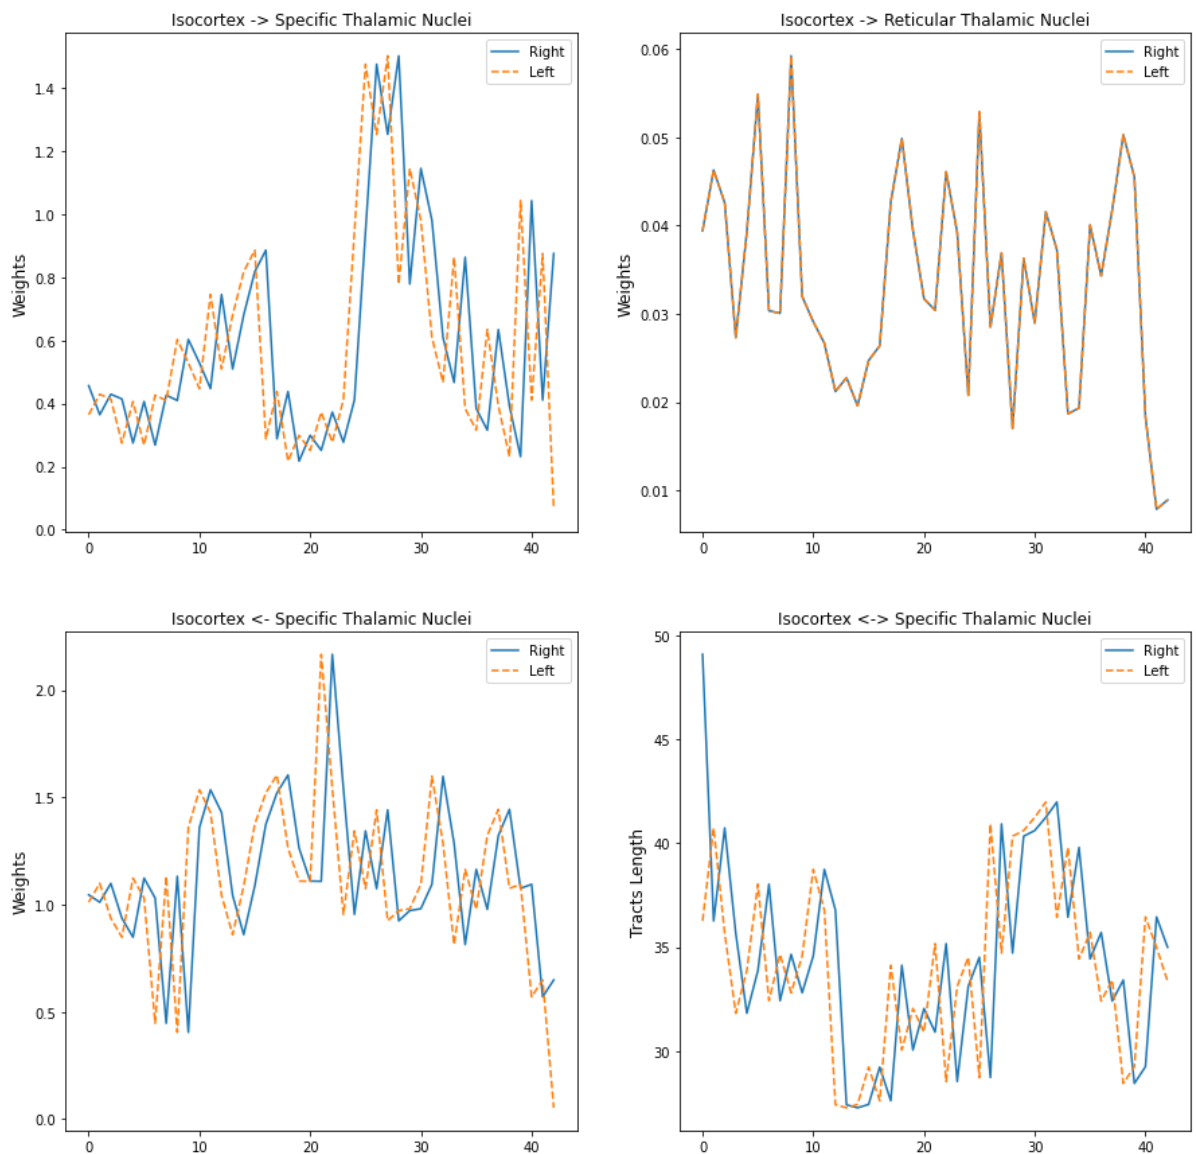 Isocortex -> Specific Thalamic Nuclei
Right
Left
Weights
1.4
1.2
1.0
0.8
0.6
0.4
0.2
0.0
0 10 20 30 40
Isocortex -> Reticular Thalamic Nuclei
Right
Left
Weights
0.06
0.05
0.04
0.03
0.02
0.01
0 10 20 30 40
Isocortex <- Specific Thalamic Nuclei
Right
Left
Weights
2.0
1.5
1.0
0.5
0.0
0 10 20 30 40
Isocortex <-> Specific Thalamic Nuclei
Right
Left
Tracts Length
50
45
40
35
30
0 10 20 30 40